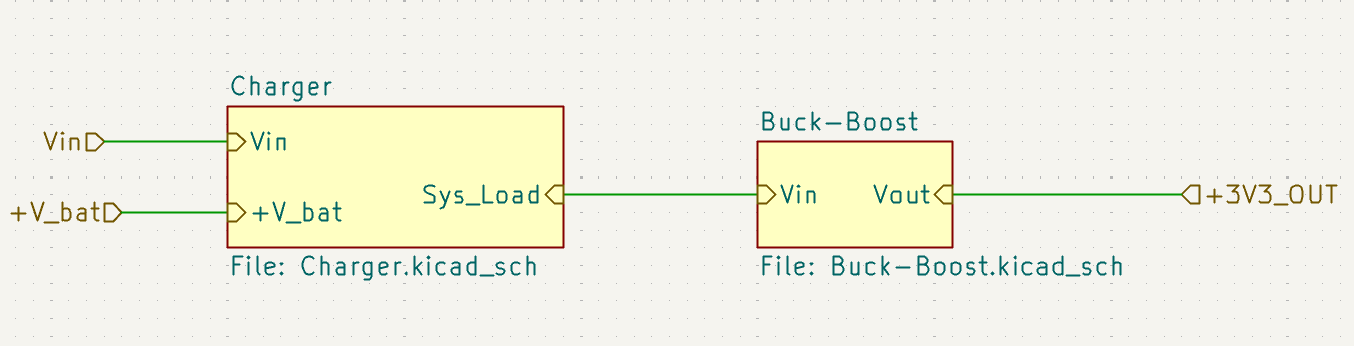 Charger
Vin
Vin
+V_bat
+V_bat
Sys_Load
File: Charger.kicad_sch
Buck-Boost
Vin
Vout
+3V3_OUT
File: Buck-Boost.kicad_sch